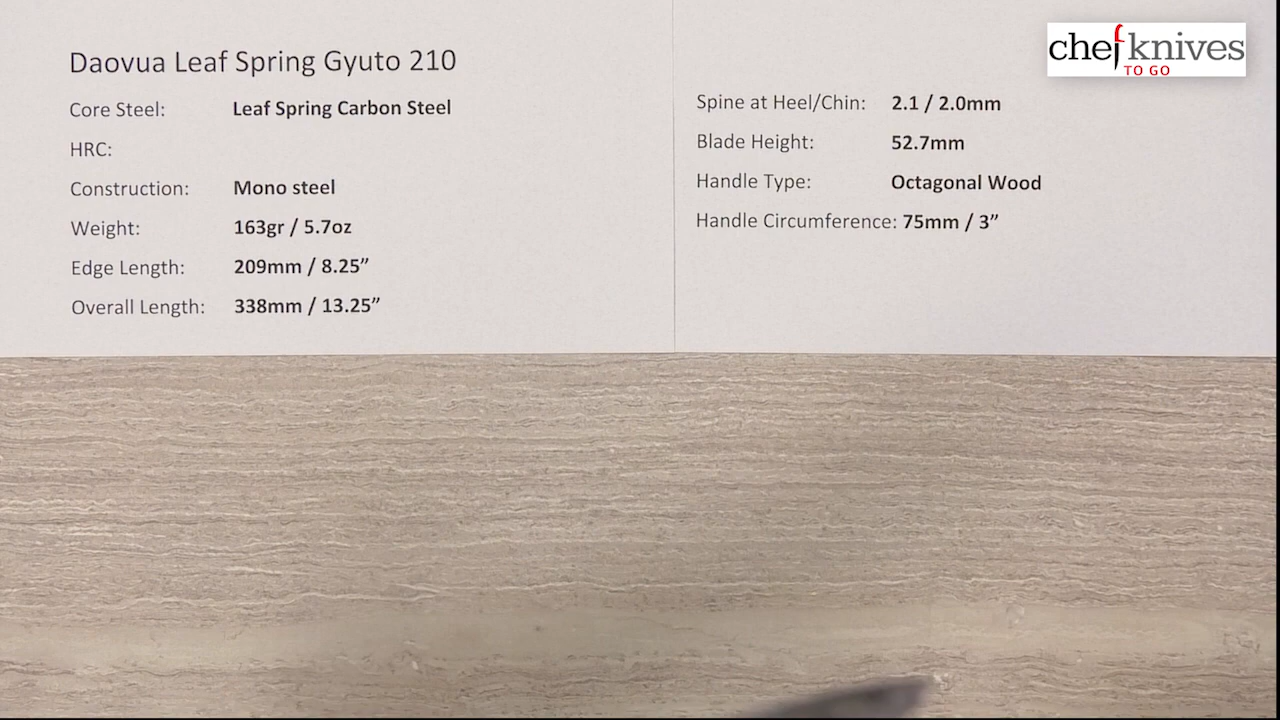 Daovua Leaf Spring Gyuto 210
Core Steel: Leaf Spring Carbon Steel
HRC:
Construction: Mono steel
Weight: 163gr / 5.7oz
Edge Length: 209mm / 8.25”
Overall Length: 338mm / 13.25”
Spine at Heel/Chin: 2.1 / 2.0mm
Blade Height: 52.7mm
Handle Type: Octagonal Wood
Handle Circumference: 75mm / 3”
chefknives
TO GO